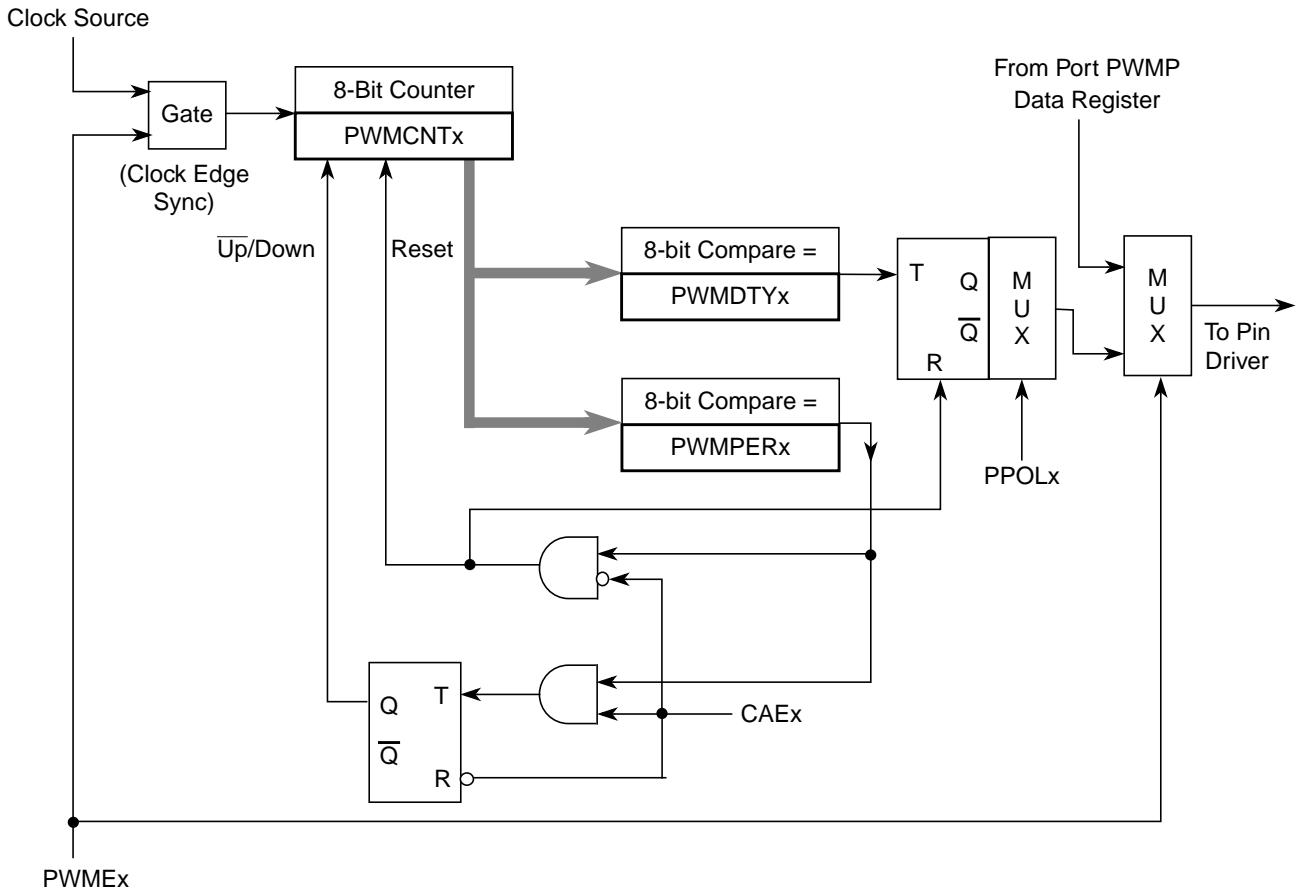 Clock Source
Gate
(Clock Edge
Sync)
8-Bit Counter
PWMCNTx
U̅p̅/Down
Reset
8-bit Compare =
PWMDTYx
8-bit Compare =
PWMPERx
T
Q
Q̅
R
M
U
X
PPOLx
From Port PWMP
Data Register
M
U
X
To Pin
Driver
Q
T
Q̅
R
CAEx
PWMEx